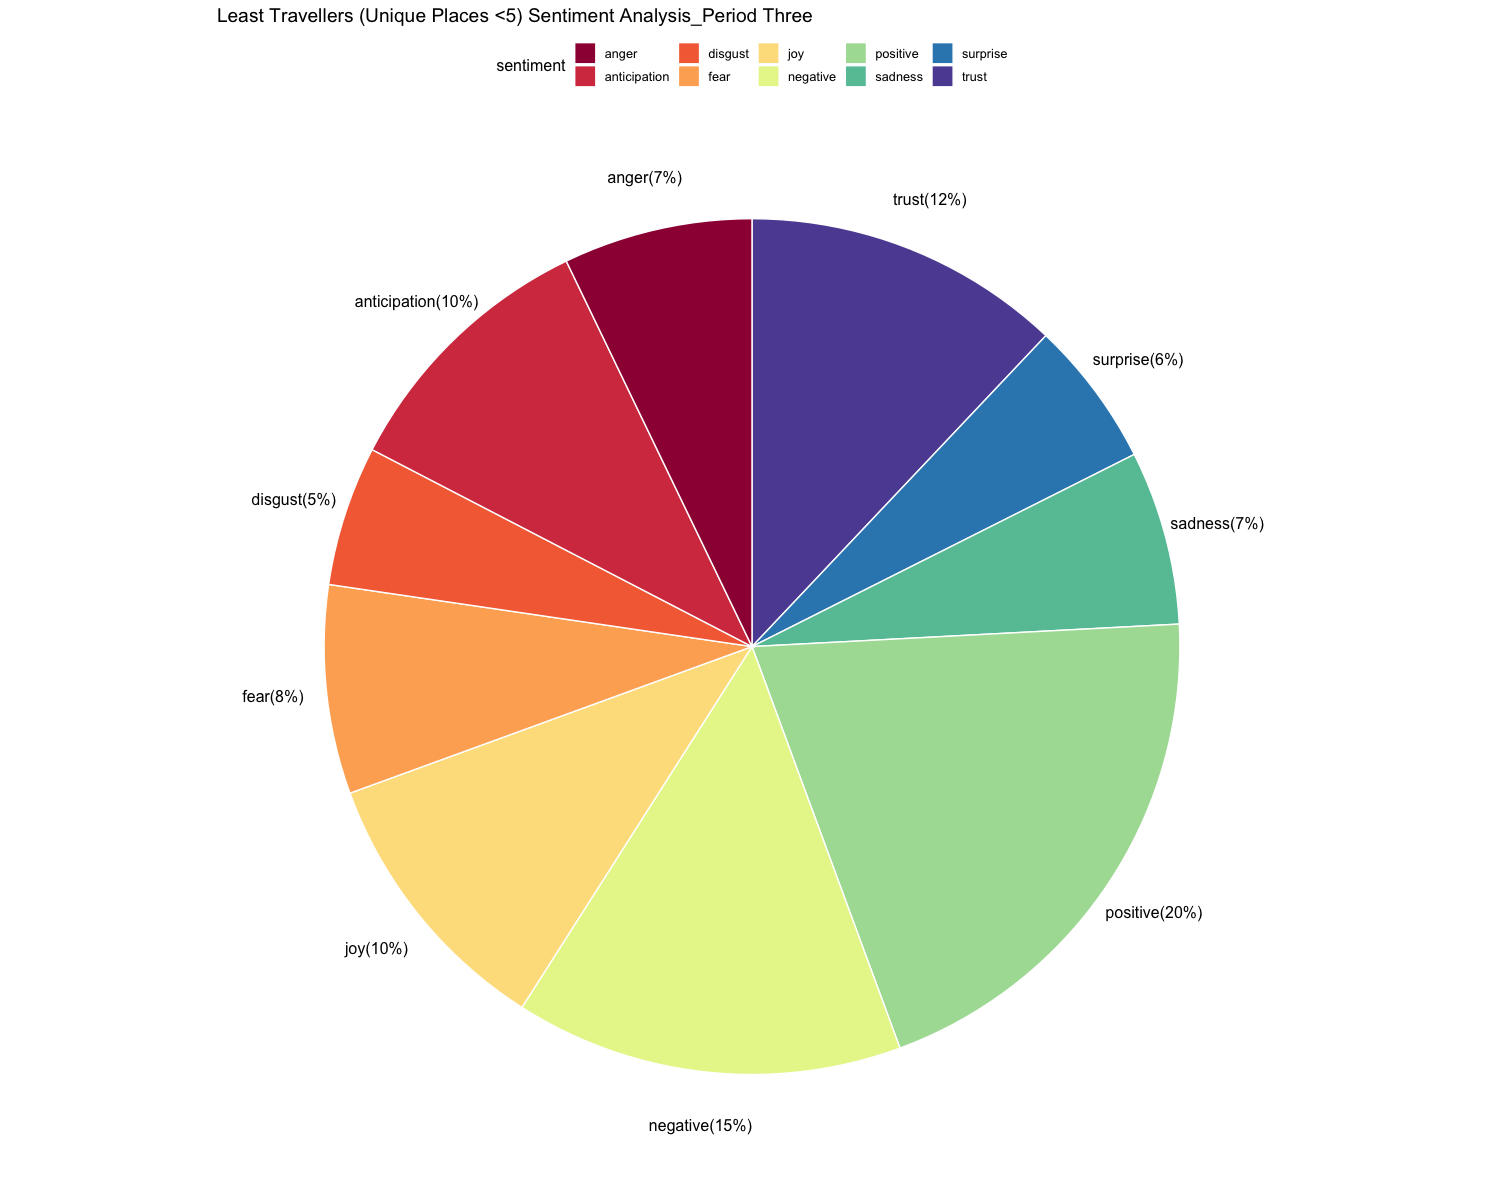 Least Travellers (Unique Places <5) Sentiment Analysis_Period Three
sentiment
anger
disgust
joy
positive
surprise
anticipation
fear
negative
sadness
trust
anger(7%)
trust(12%)
anticipation(10%)
surprise(6%)
disgust(5%)
sadness(7%)
fear(8%)
positive(20%)
joy(10%)
negative(15%)